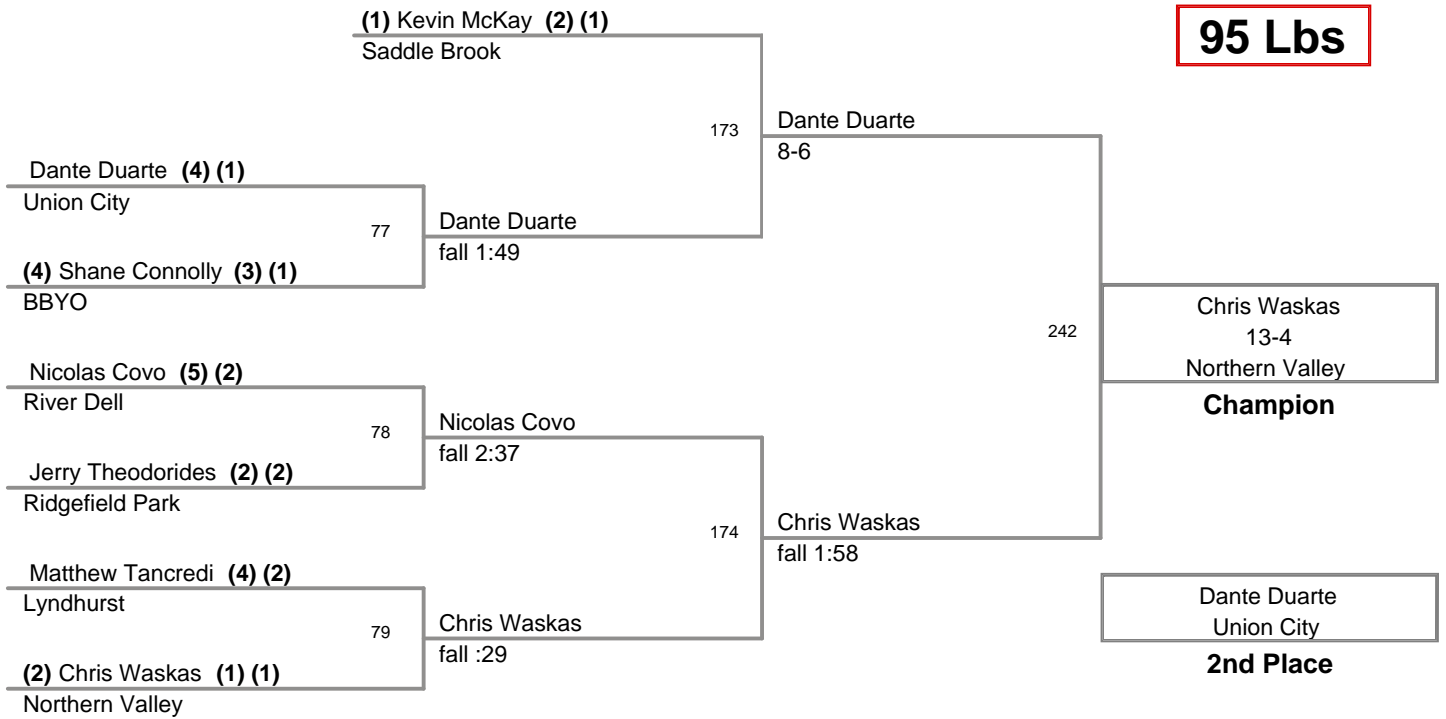 (1) Kevin McKay (2) (1)
Saddle Brook
95 Lbs
173
Dante Duarte
8-6
Dante Duarte (4) (1)
Union City
77
Dante Duarte
fall 1:49
(4) Shane Connolly (3) (1)
BBYO
242
Chris Waskas
13-4
Northern Valley
Champion
Nicolas Covo (5) (2)
River Dell
78
Nicolas Covo
fall 2:37
Jerry Theodorides (2) (2)
Ridgefield Park
174
Chris Waskas
fall 1:58
Matthew Tancredi (4) (2)
Lyndhurst
79
Chris Waskas
fall :29
(2) Chris Waskas (1) (1)
Northern Valley
Dante Duarte
Union City
2nd Place